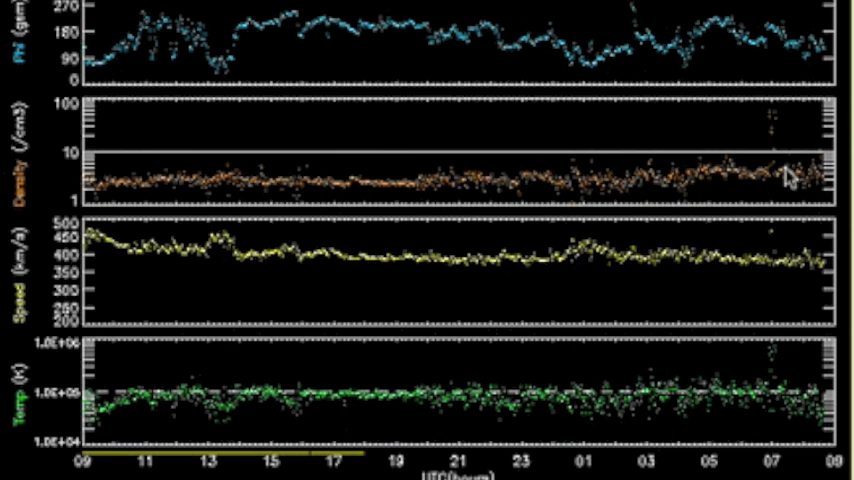 270
180
90
0
Phi (gsm)
100
10
1
Density (/cm3)
500
450
400
350
300
250
200
Speed (km/s)
1.0E+06
1.0E+05
1.0E+04
Temp (K)
09 11 13 15 17 19 21 23 01 03 05 07 09
UTC(hours)